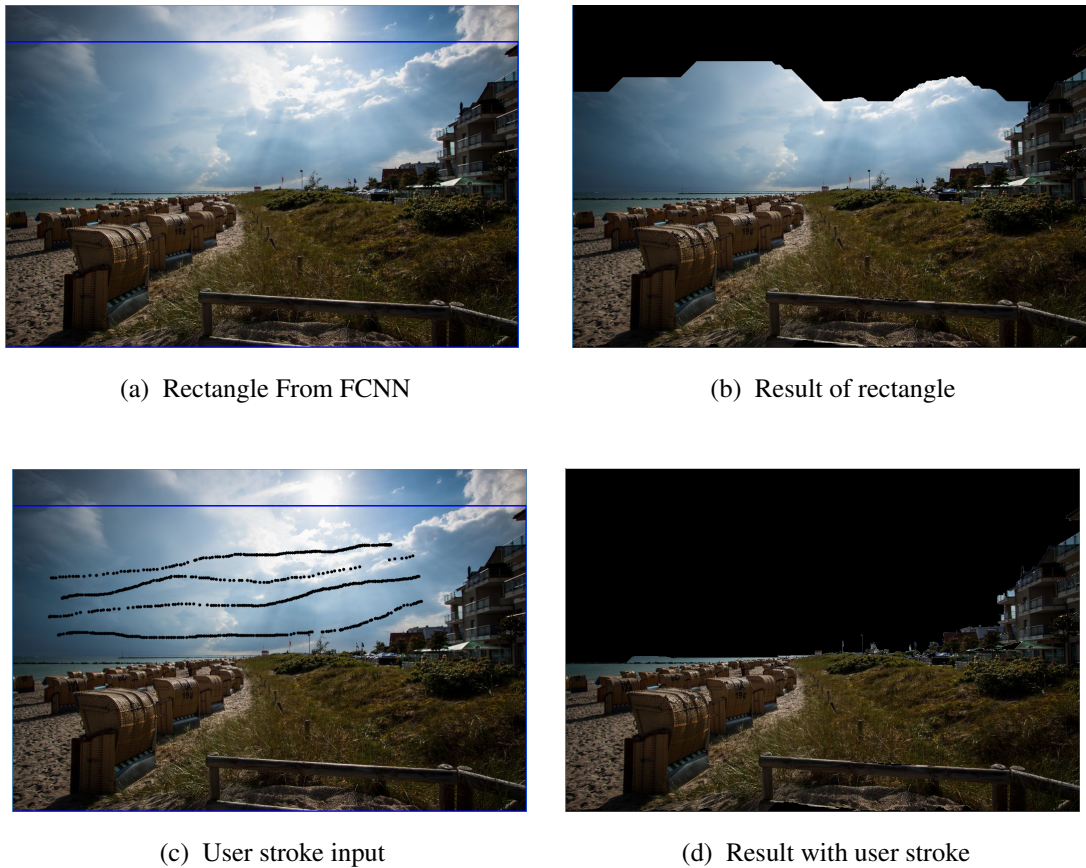 (a) Rectangle From FCNN
(b) Result of rectangle
(c) User stroke input
(d) Result with user stroke